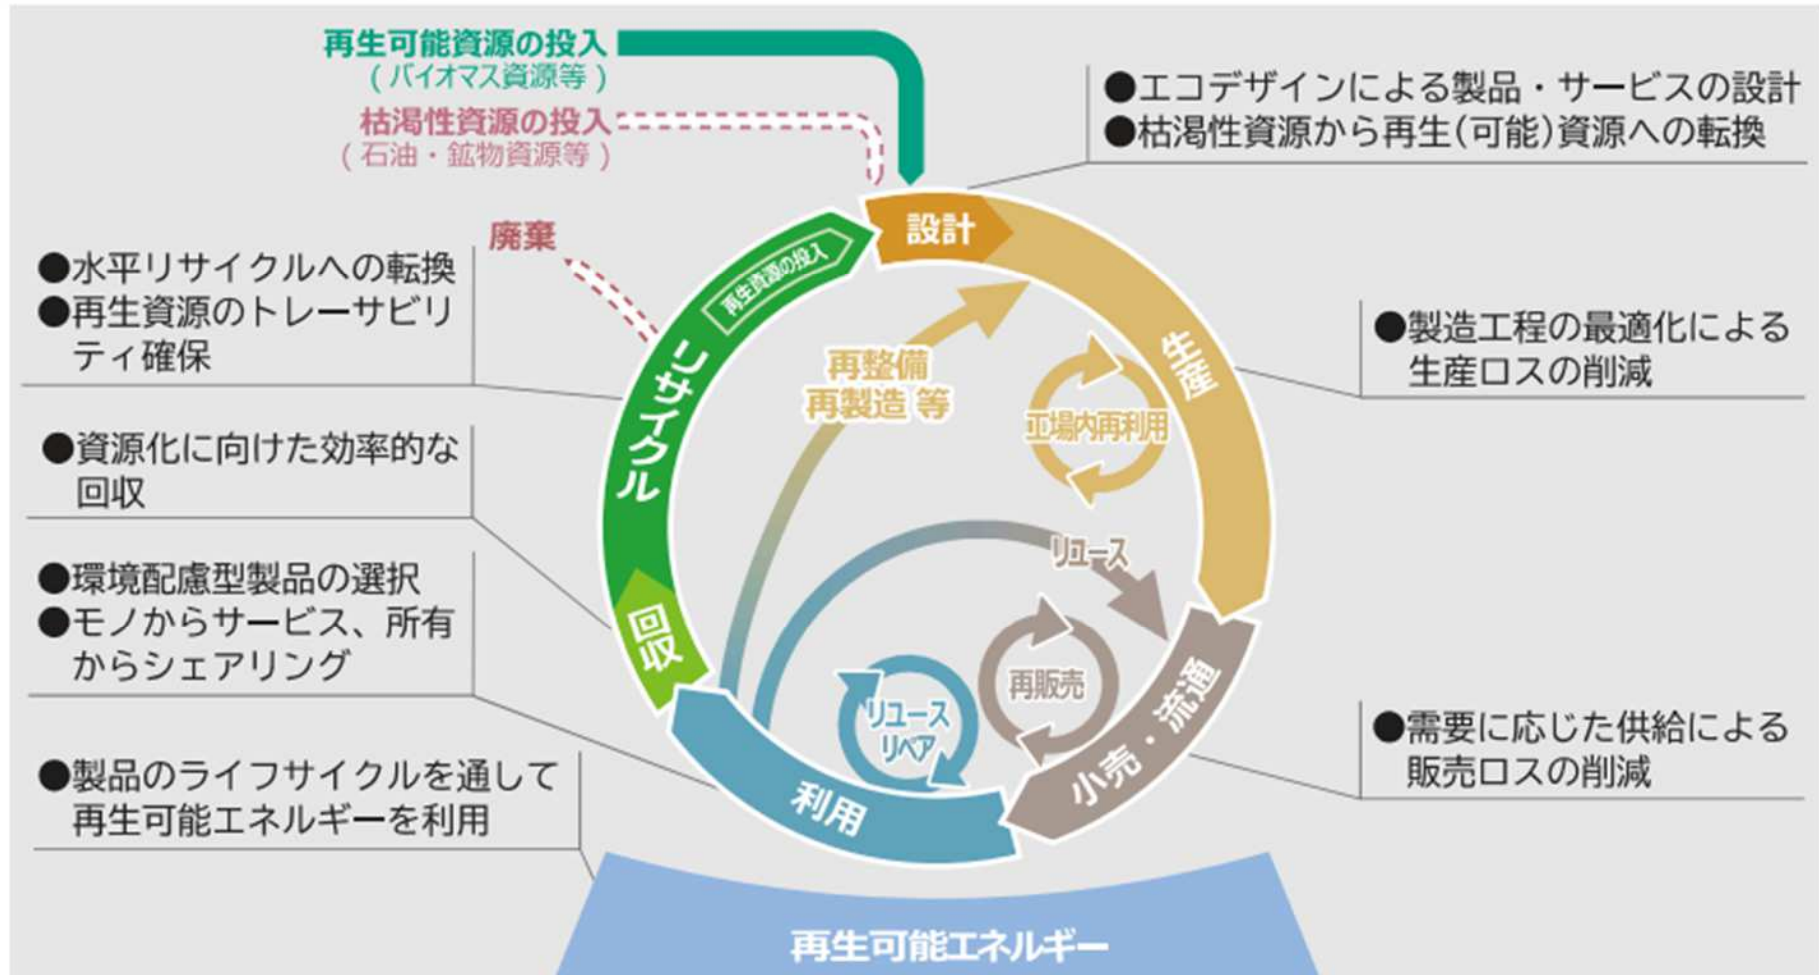 再生可能資源の投入
(バイオマス資源等)
枯渇性資源の投入
(石油・鉱物資源等)
●エコデザインによる製品・サービスの設計
●枯渇性資源から再生(可能)資源への転換
廃棄
●水平リサイクルへの転換
●再生資源のトレーサビリ
ティ確保
設計
再生資源の投入
リサイクル
再整備
再製造 等
工場内再利用
生産
●製造工程の最適化による
生産ロスの削減
●資源化に向けた効率的な
回収
回収
リユース
●環境配慮型製品の選択
●モノからサービス、所有
からシェアリング
リユース
リペア
再販売
小売・流通
●需要に応じた供給による
販売ロスの削減
利用
●製品のライフサイクルを通して
再生可能エネルギーを利用
再生可能エネルギー